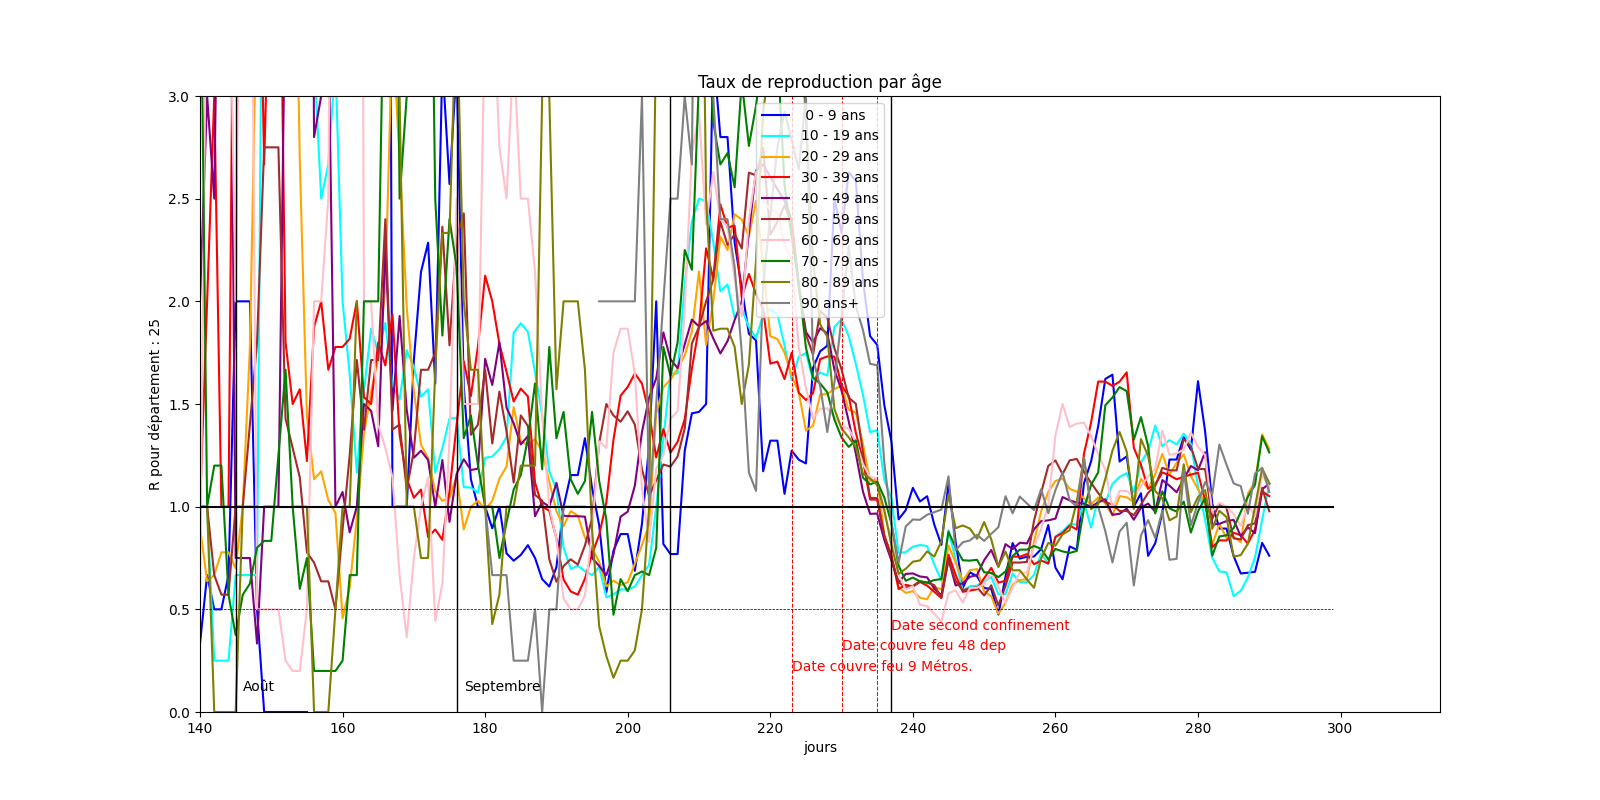 Taux de reproduction par âge
R pour département : 25
3.0
2.5
2.0
1.5
1.0
0.5
0.0
0 - 9 ans
10 - 19 ans
20 - 29 ans
30 - 39 ans
40 - 49 ans
50 - 59 ans
60 - 69 ans
70 - 79 ans
80 - 89 ans
90 ans+
Date second confinement
Date couvre feu 48 dep
Date couvre feu 9 Métros.
Août
Septembre
140 160 180 200 220 240 260 280 300
jours